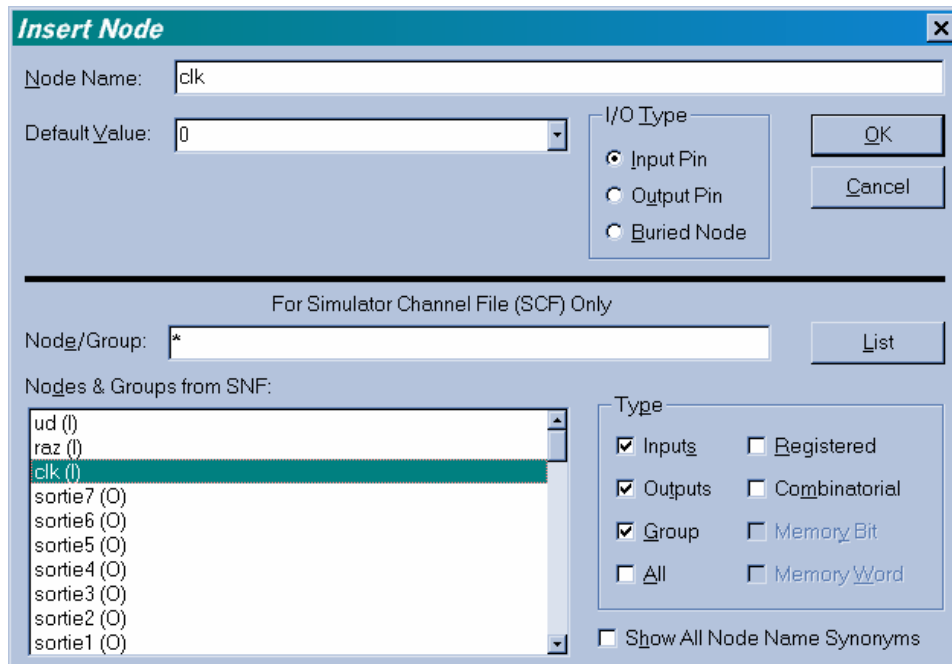 Insert Node
Node Name: clk
Default Value: 0
I/O Type
Input Pin
Output Pin
Buried Node
OK
Cancel
For Simulator Channel File (SCF) Only
Node/Group: *
List
Nodes & Groups from SNF:
ud (I)
raz (I)
clk (I)
sortie7 (O)
sortie6 (O)
sortie5 (O)
sortie4 (O)
sortie3 (O)
sortie2 (O)
sortie1 (O)
Type
Inputs Registered
Outputs Combinatorial
Group Memory Bit
All Memory Word
Show All Node Name Synonyms